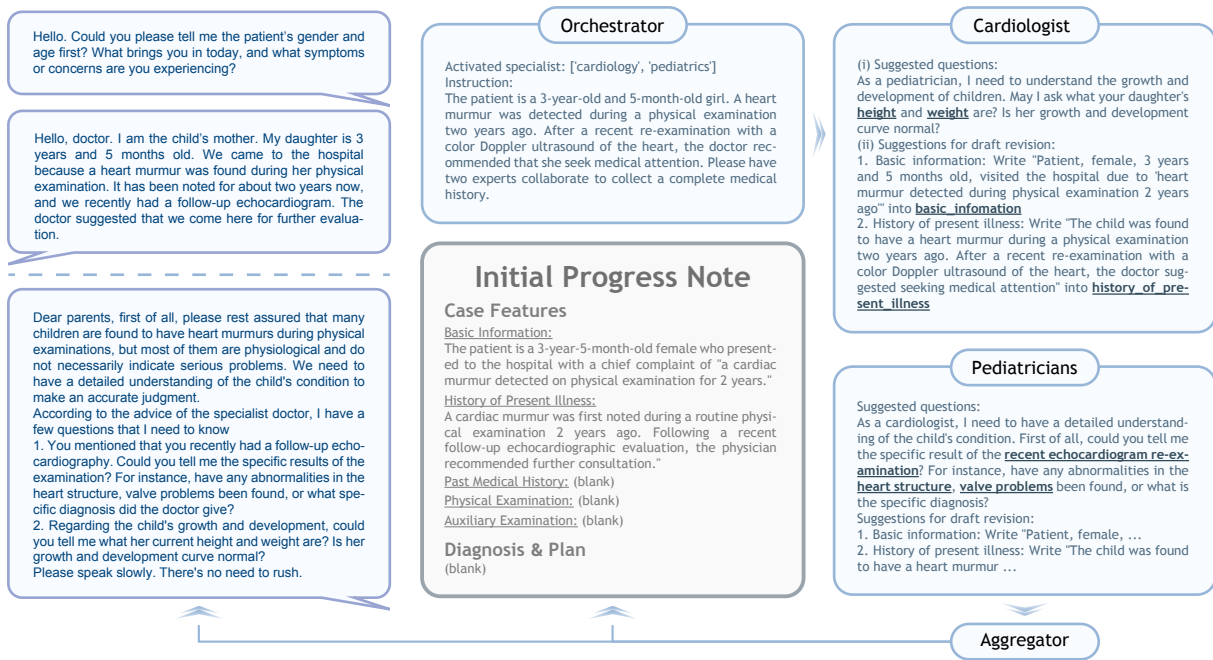 Hello. Could you please tell me the patient's gender and
age first? What brings you in today, and what symptoms
or concerns are you experiencing?
Hello, doctor. I am the child's mother. My daughter is 3
years and 5 months old. We came to the hospital
because a heart murmur was found during her physical
examination. It has been noted for about two years now,
and we recently had a follow-up echocardiogram. The
doctor suggested that we come here for further evalua-
tion.
Dear parents, first of all, please rest assured that many
children are found to have heart murmurs during physical
examinations, but most of them are physiological and do
not necessarily indicate serious problems. We need to
have a detailed understanding of the child's condition to
make an accurate judgment.
According to the advice of the specialist doctor, I have a
few questions that I need to know
1. You mentioned that you recently had a follow-up echo-
cardiography. Could you tell me the specific results of the
examination? For instance, have any abnormalities in the
heart structure, valve problems been found, or what spe-
cific diagnosis did the doctor give?
2. Regarding the child's growth and development, could
you tell me what her current height and weight are? Is her
growth and development curve normal?
Please speak slowly. There's no need to rush.
Orchestrator
Activated specialist: ['cardiology', 'pediatrics']
Instruction:
The patient is a 3-year-old and 5-month-old girl. A heart
murmur was detected during a physical examination
two years ago. After a recent re-examination with a
color Doppler ultrasound of the heart, the doctor rec-
ommended that she seek medical attention. Please have
two experts collaborate to collect a complete medical
history.
Initial Progress Note
Case Features
Basic Information:
The patient is a 3-year-5-month-old female who present-
ed to the hospital with a chief complaint of "a cardiac
murmur detected on physical examination for 2 years."
History of Present Illness:
A cardiac murmur was first noted during a routine physi-
cal examination 2 years ago. Following a recent
follow-up echocardiographic evaluation, the physician
recommended further consultation."
Past Medical History: (blank)
Physical Examination: (blank)
Auxiliary Examination: (blank)
Diagnosis & Plan
(blank)
Cardiologist
(i) Suggested questions:
As a pediatrician, I need to understand the growth and
development of children. May I ask what your daughter's
height and weight are? Is her growth and development
curve normal?
(ii) Suggestions for draft revision:
1. Basic information: Write "Patient, female, 3 years
and 5 months old, visited the hospital due to 'heart
murmur detected during physical examination 2 years
ago'" into basic_infomation
2. History of present illness: Write "The child was found
to have a heart murmur during a physical examination
two years ago. After a recent re-examination with a
color Doppler ultrasound of the heart, the doctor sug-
gested seeking medical attention" into history_of_pre-
sent_illness
Pediatricians
Suggested questions:
As a cardiologist, I need to have a detailed understand-
ing of the child's condition. First of all, could you tell me
the specific result of the recent echocardiogram re-ex-
amination? For instance, have any abnormalities in the
heart structure, valve problems been found, or what is
the specific diagnosis?
Suggestions for draft revision:
1. Basic information: Write "Patient, female, ...
2. History of present illness: Write "The child was found
to have a heart murmur ...
Aggregator